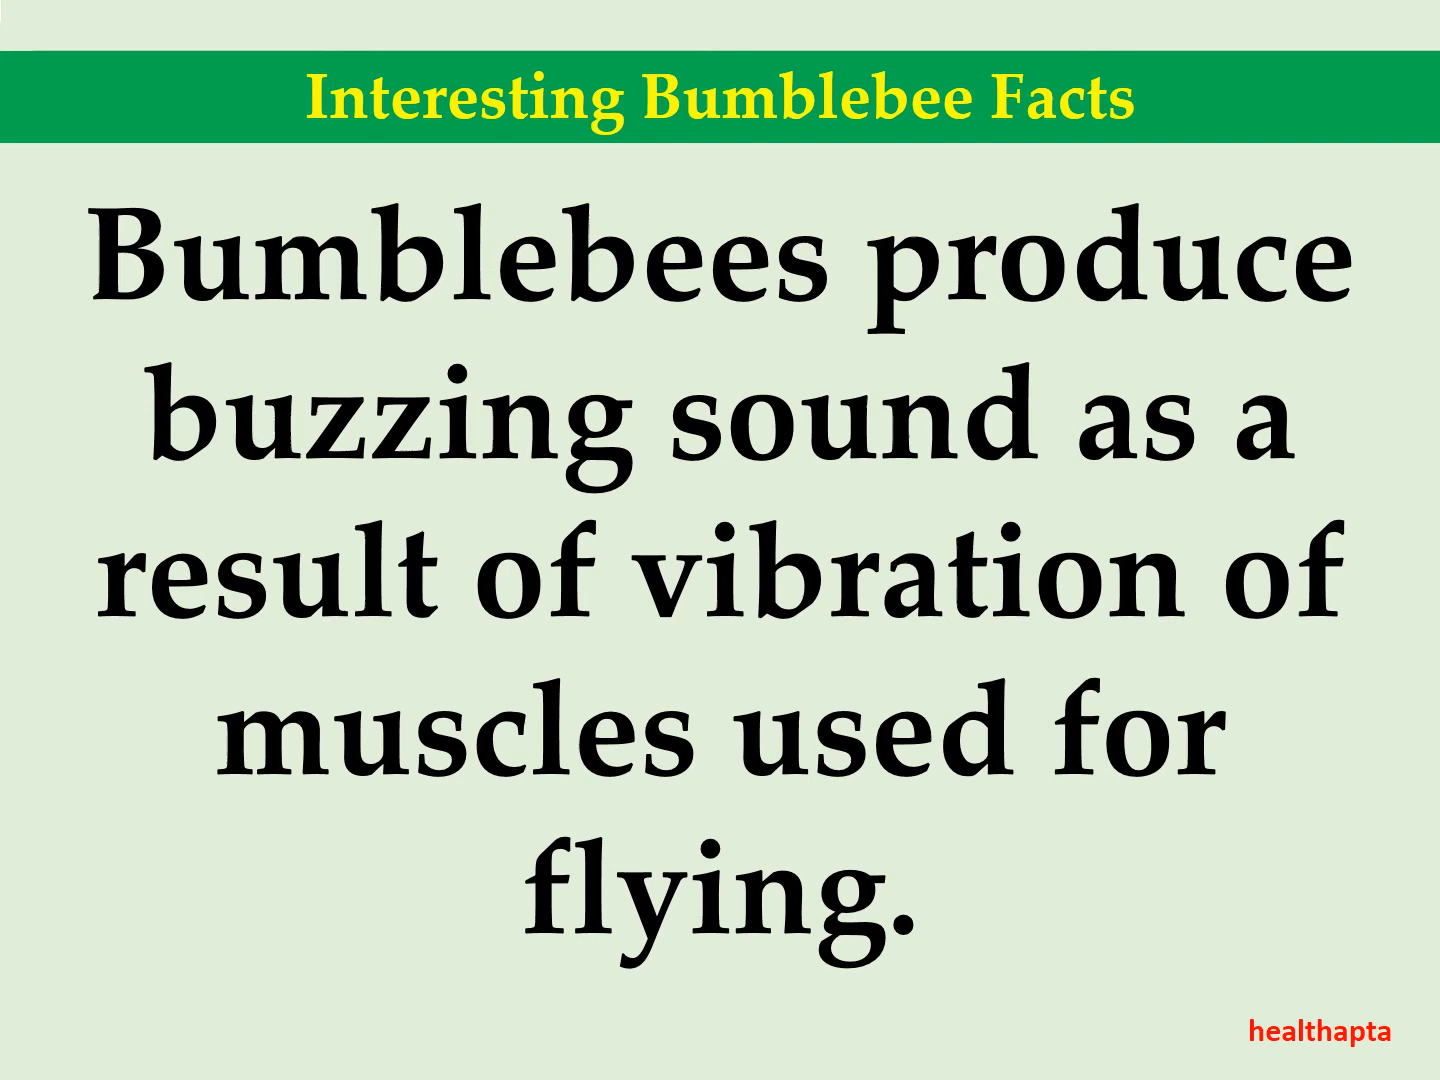 Interesting Bumblebee Facts
Bumblebees produce
buzzing sound as a
result of vibration of
muscles used for
flying.
healthapta